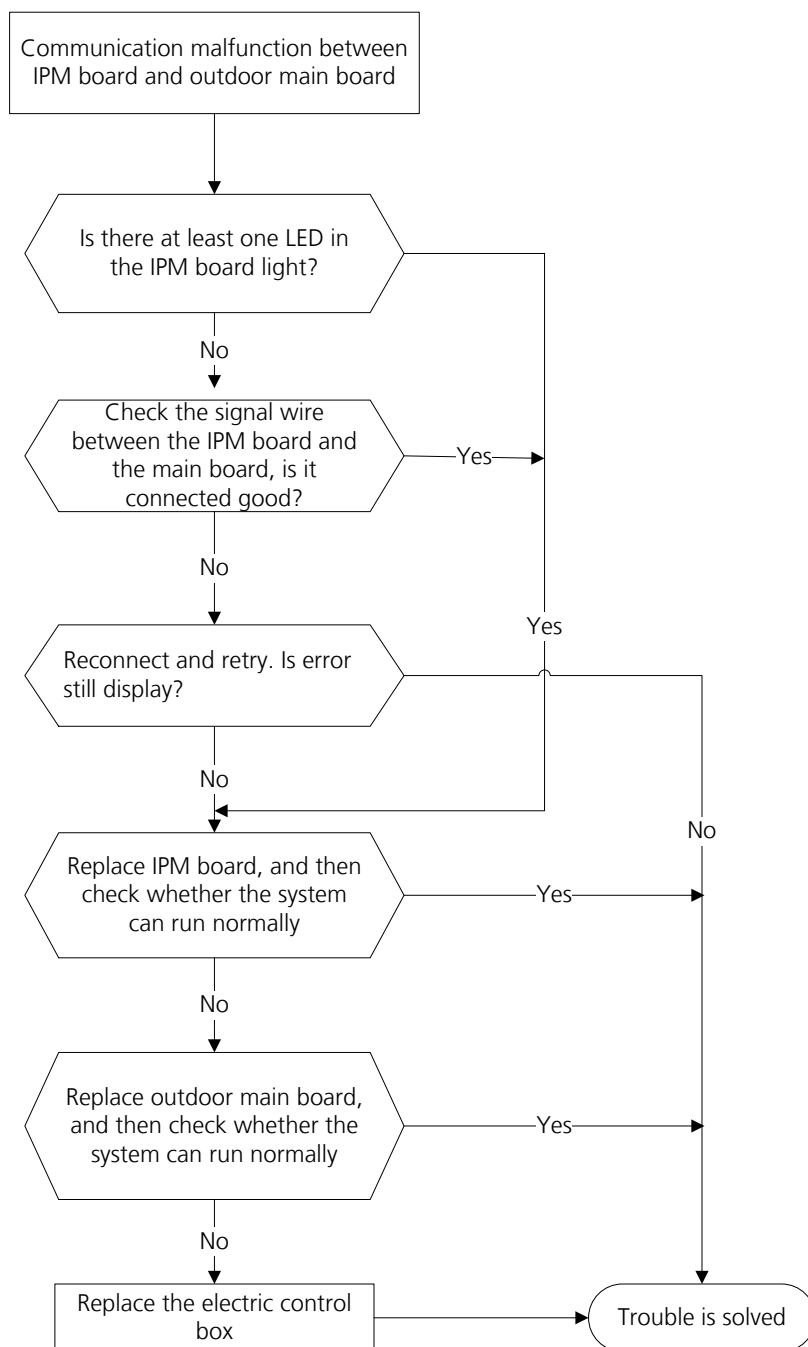 Communication malfunction between
IPM board and outdoor main board
Is there at least one LED in
the IPM board light?
No
Check the signal wire
between the IPM board and
the main board, is it
connected good?
Yes
No
Yes
Reconnect and retry. Is error
still display?
No
No
Replace IPM board, and then
check whether the system
can run normally
Yes
No
Replace outdoor main board,
and then check whether the
system can run normally
Yes
No
Replace the electric control
box
Trouble is solved